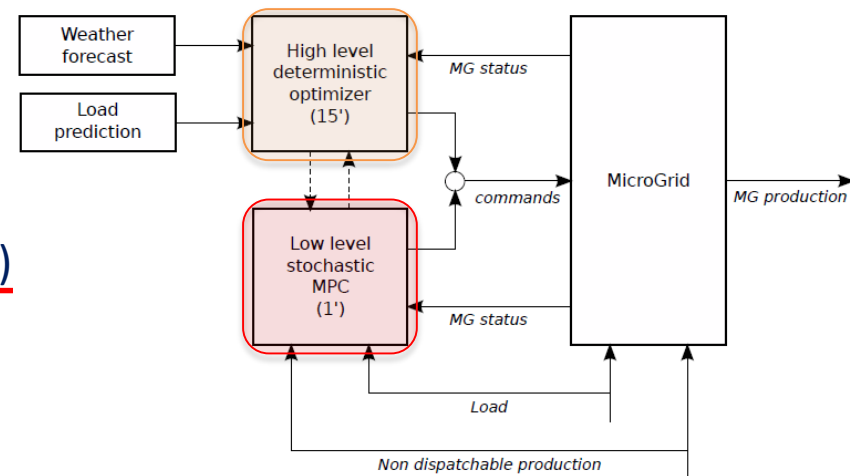 Weather
forecast
High level
deterministic
optimizer
(15')
MG status
Load
prediction
MicroGrid
commands
MG production
)
Low level
stochastic
MPC
(1')
MG status
Load
Non dispatchable production